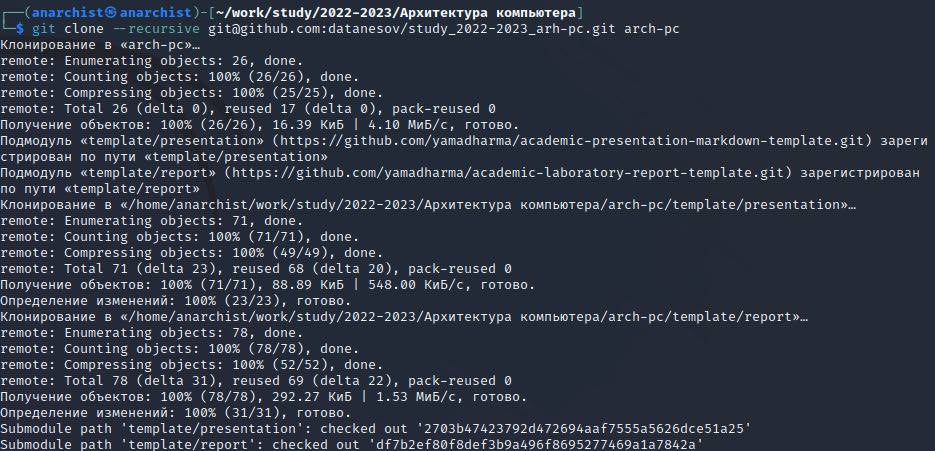 ┌──(anarchist㉿anarchist)-[~/work/study/2022-2023/Архитектура компьютера]
└─$ git clone --recursive git@github.com:datanesov/study_2022-2023_arh-pc.git arch-pc
Клонирование в «arch-pc»…
remote: Enumerating objects: 26, done.
remote: Counting objects: 100% (26/26), done.
remote: Compressing objects: 100% (25/25), done.
remote: Total 26 (delta 0), reused 17 (delta 0), pack-reused 0
Получение объектов: 100% (26/26), 16.39 КиБ | 4.10 МиБ/с, готово.
Подмодуль «template/presentation» (https://github.com/yamadharma/academic-presentation-markdown-template.git) зареги
стрирован по пути «template/presentation»
Подмодуль «template/report» (https://github.com/yamadharma/academic-laboratory-report-template.git) зарегистрирован
по пути «template/report»
Клонирование в «/home/anarchist/work/study/2022-2023/Архитектура компьютера/arch-pc/template/presentation»…
remote: Enumerating objects: 71, done.
remote: Counting objects: 100% (71/71), done.
remote: Compressing objects: 100% (49/49), done.
remote: Total 71 (delta 23), reused 68 (delta 20), pack-reused 0
Получение объектов: 100% (71/71), 88.89 КиБ | 548.00 КиБ/с, готово.
Определение изменений: 100% (23/23), готово.
Клонирование в «/home/anarchist/work/study/2022-2023/Архитектура компьютера/arch-pc/template/report»…
remote: Enumerating objects: 78, done.
remote: Counting objects: 100% (78/78), done.
remote: Compressing objects: 100% (52/52), done.
remote: Total 78 (delta 31), reused 69 (delta 22), pack-reused 0
Получение объектов: 100% (78/78), 292.27 КиБ | 1.53 МиБ/с, готово.
Определение изменений: 100% (31/31), готово.
Submodule path 'template/presentation': checked out '2703b47423792d472694aaf7555a5626dce51a25'
Submodule path 'template/report': checked out 'df7b2ef80f8def3b9a496f8695277469a1a7842a'